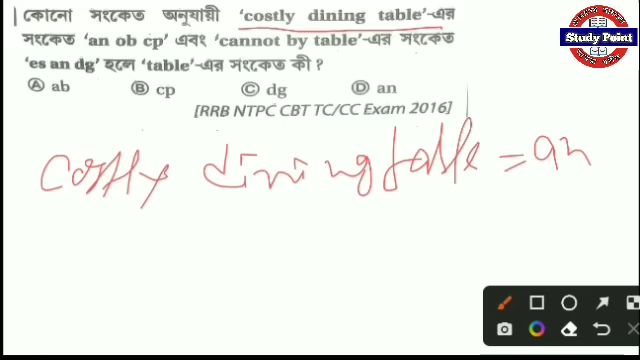 কোনো সংকেত অনুযায়ী 'costly dining table'-এর
সংকেত 'an ob cp' এবং 'cannot by table'-এর সংকেত
'es an dg' হলে 'table'-এর সংকেত কী ?
Ⓐ ab Ⓑ cp Ⓒ dg Ⓓ an
[RRB NTPC CBT TC/CC Exam 2016]
Costly dining table = an
Study Point